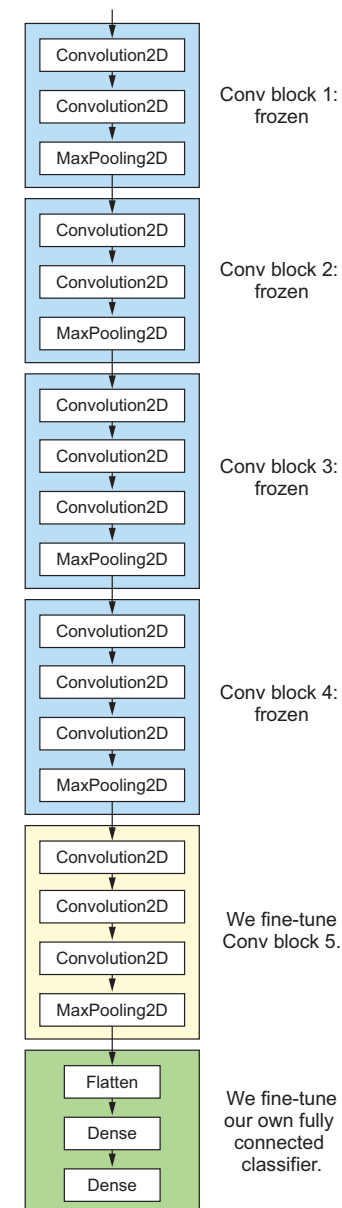 Convolution2D
Convolution2D
MaxPooling2D
Conv block 1:
frozen
Convolution2D
Convolution2D
MaxPooling2D
Conv block 2:
frozen
Convolution2D
Convolution2D
Convolution2D
MaxPooling2D
Conv block 3:
frozen
Convolution2D
Convolution2D
Convolution2D
MaxPooling2D
Conv block 4:
frozen
Convolution2D
Convolution2D
Convolution2D
MaxPooling2D
We fine-tune
Conv block 5.
Flatten
Dense
Dense
We fine-tune
our own fully
connected
classifier.